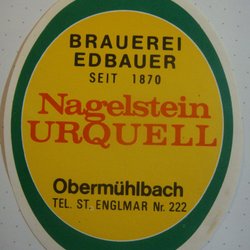 BRAUEREI
EDBAUER
SEIT 1870
Nagelstein
URQUELL
Obermühlbach
TEL. ST. ENGLMAR Nr. 222